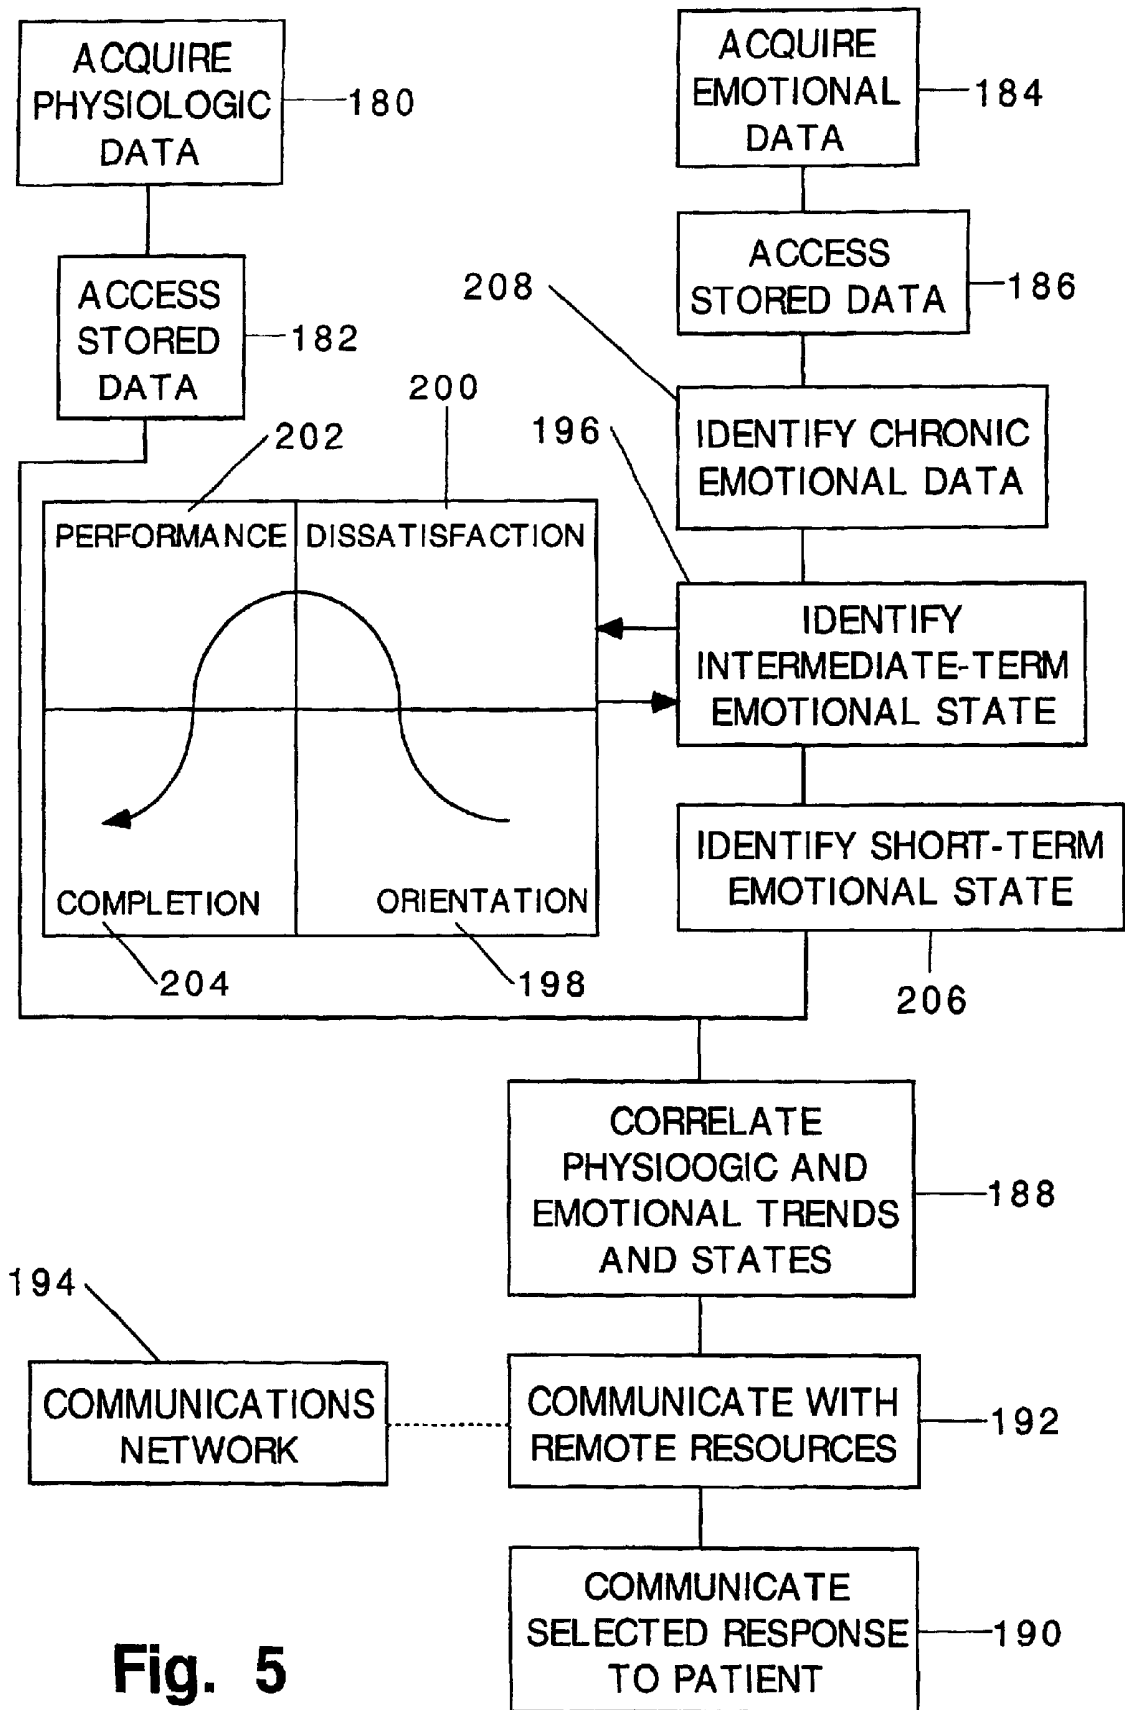 ACQUIRE
PHYSIOLOGIC
DATA
180
ACQUIRE
EMOTIONAL
DATA
184
ACCESS
STORED
DATA
182
ACCESS
STORED DATA
186
208
IDENTIFY CHRONIC
EMOTIONAL DATA
200
202
196
PERFORMANCE
DISSATISFACTION
IDENTIFY
INTERMEDIATE-TERM
EMOTIONAL STATE
COMPLETION
ORIENTATION
IDENTIFY SHORT-TERM
EMOTIONAL STATE
204
198
206
CORRELATE
PHYSIOOGIC AND
EMOTIONAL TRENDS
AND STATES
188
194
COMMUNICATIONS
NETWORK
COMMUNICATE WITH
REMOTE RESOURCES
192
COMMUNICATE
SELECTED RESPONSE
TO PATIENT
190
Fig. 5